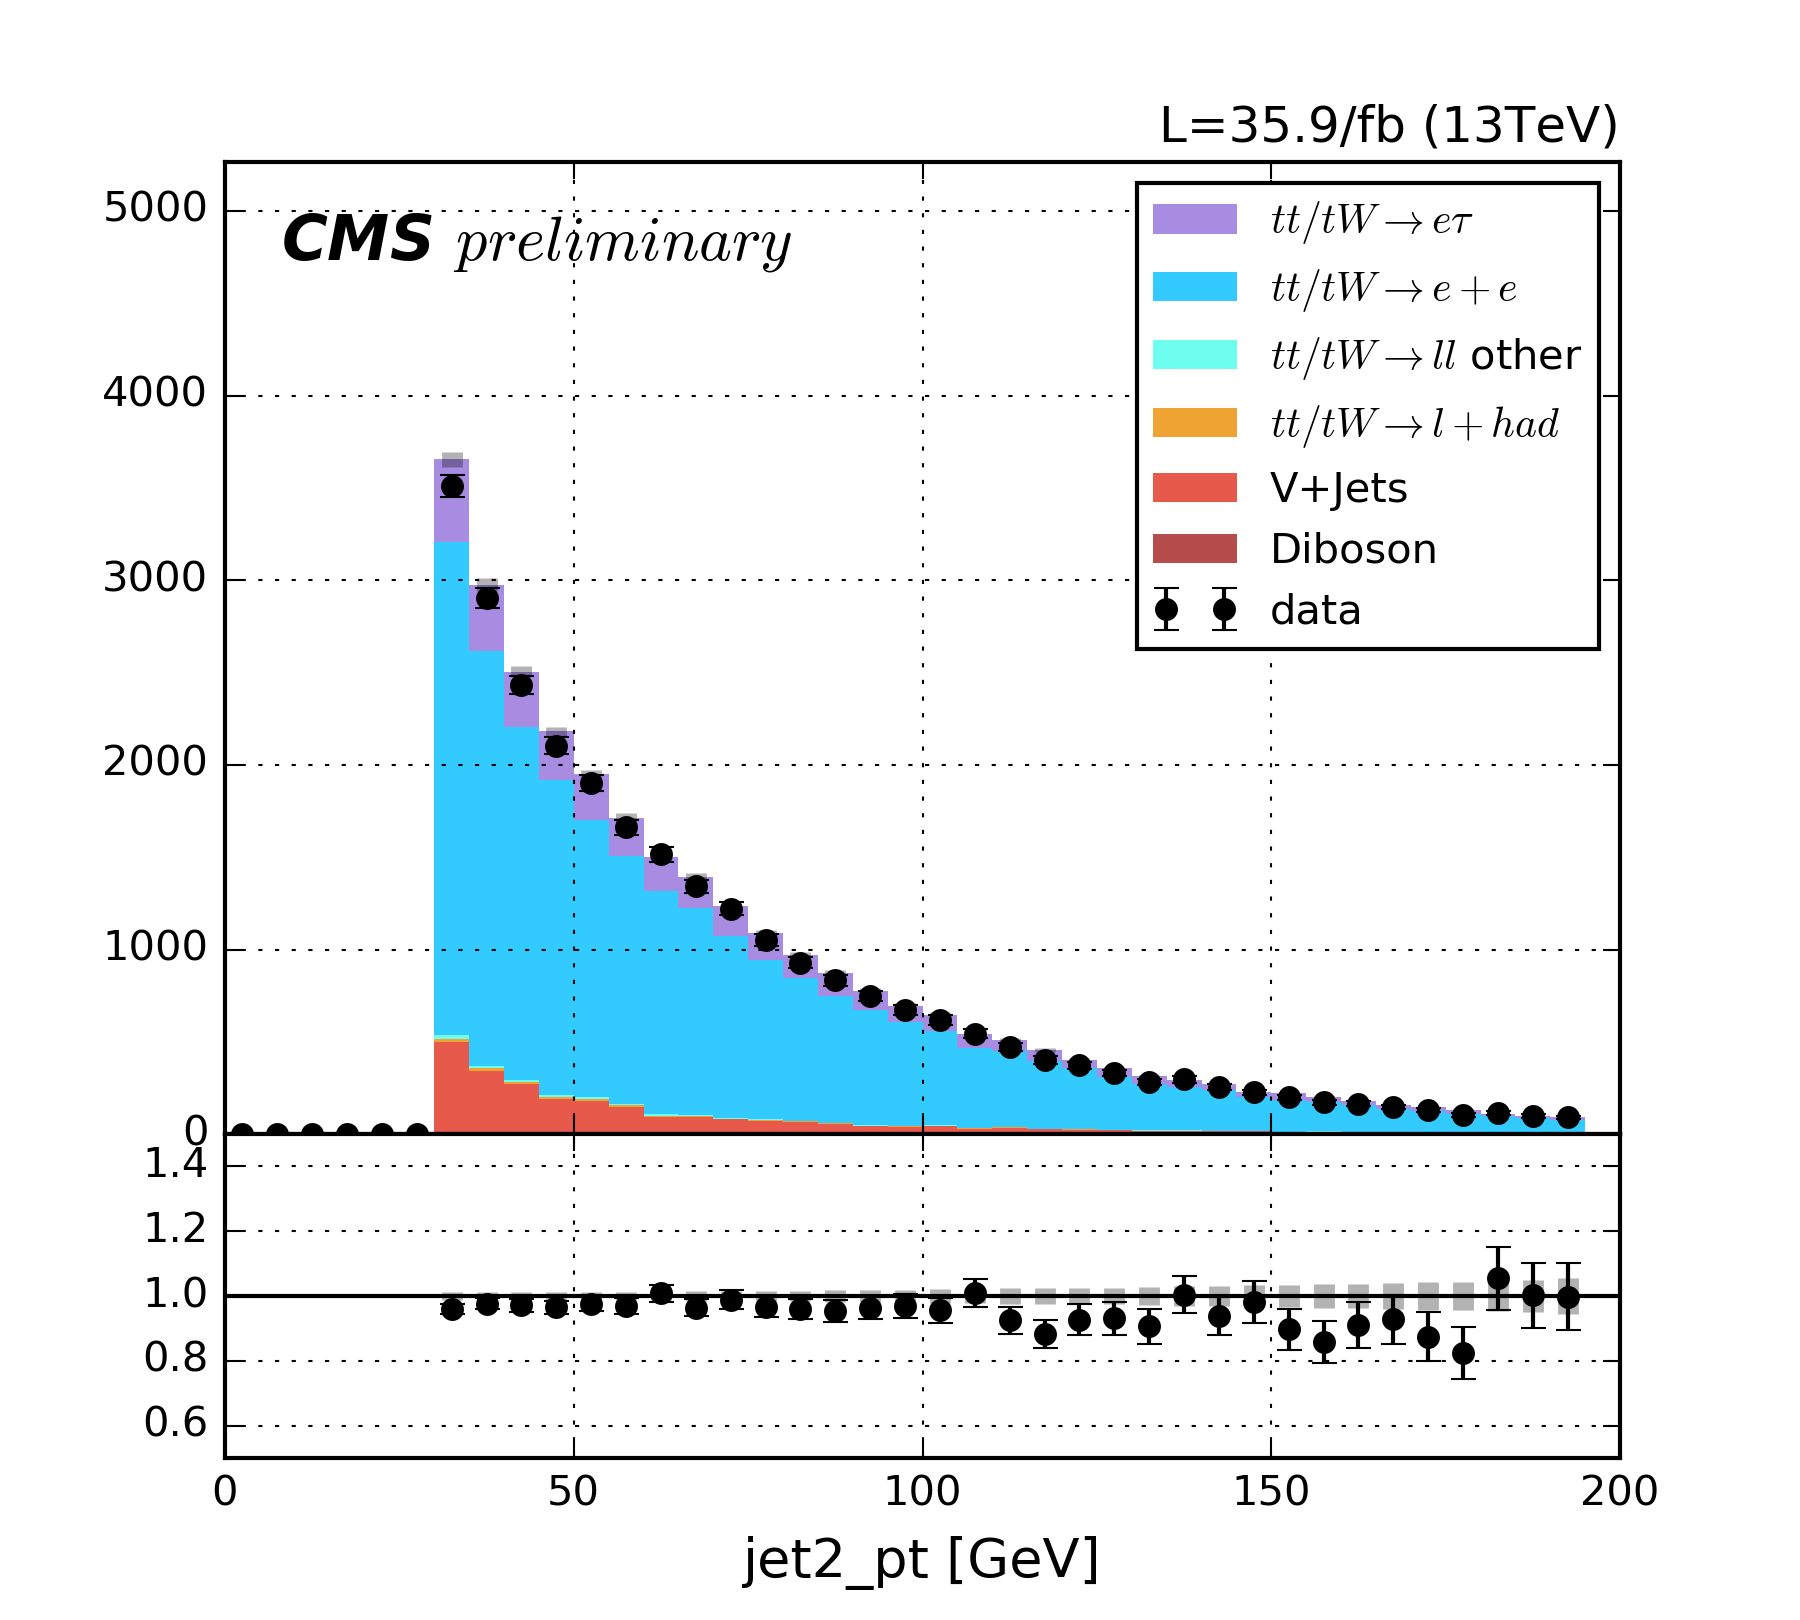 L=35.9/fb (13TeV)
CMS preliminary
tt/tW → eτ
tt/tW → e + e
tt/tW → ll other
tt/tW → l + had
V+Jets
Diboson
data
5000
4000
3000
2000
1000
0
1.4
1.2
1.0
0.8
0.6
0 50 100 150 200
jet2_pt [GeV]